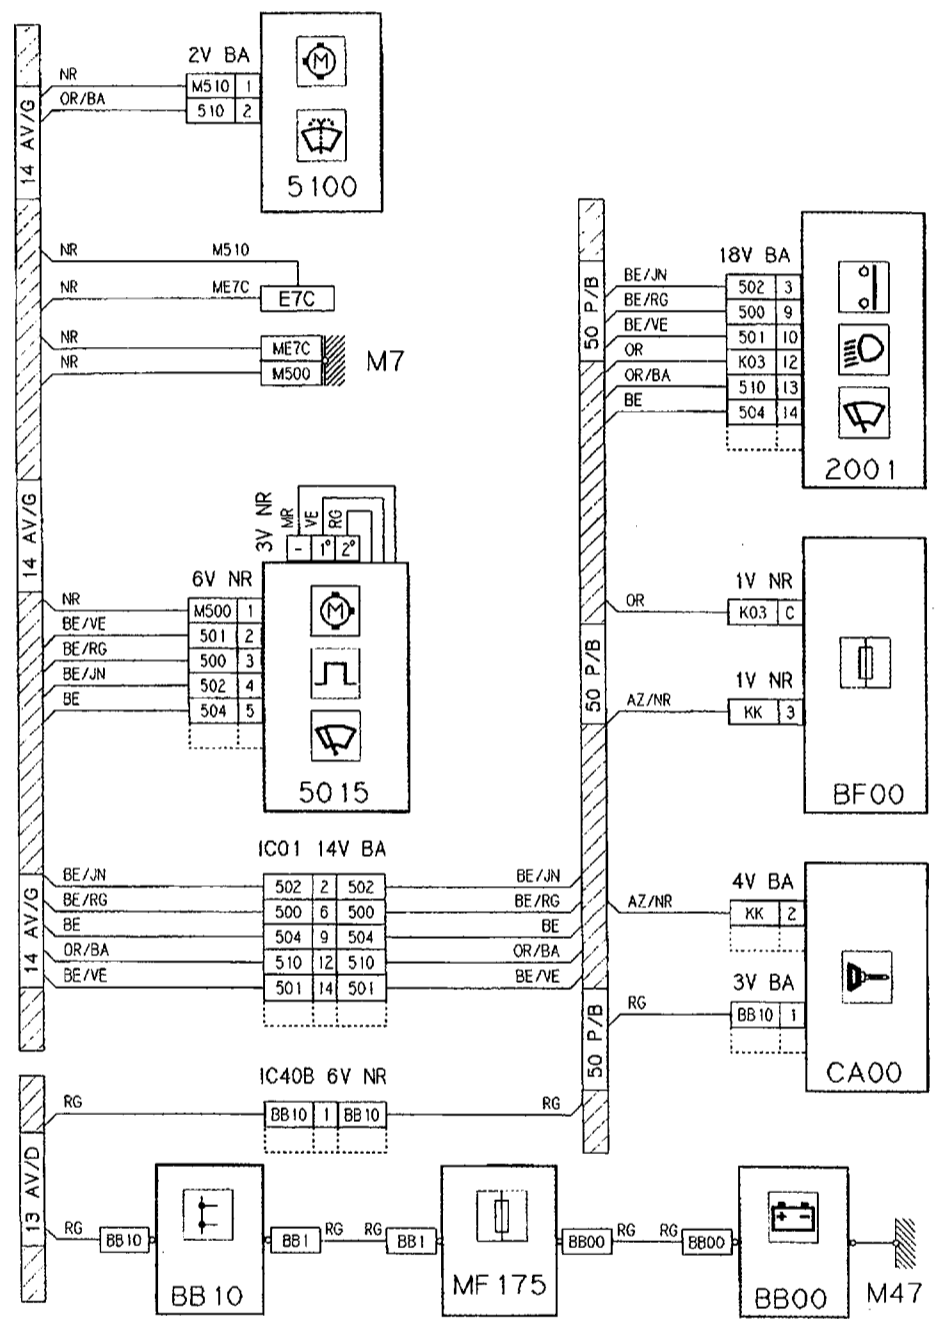 2V BA
NR
M510 1
OR/BA
510 2
14 AV/G
5100
NR M510
NR ME7C E7C
NR ME7C
NR M500
M7
14 AV/G
3V NR
MR VE RG
- 1° 2°
6V NR
NR M500 1
BE/VE 501 2
BE/RG 500 3
BE/JN 502 4
BE 504 5
M
5015
18V BA
50 P/B
BE/JN 502 3
BE/RG 500 9
BE/VE 501 10
OR K03 12
OR/BA 510 13
BE 504 14
2001
1V NR
OR K03 C
50 P/B
1V NR
AZ/NR KK 3
BF00
IC01 14V BA
14 AV/G
BE/JN 502 2 502 BE/JN
BE/RG 500 6 500 BE/RG
BE 504 9 504 BE
OR/BA 510 12 510 OR/BA
BE/VE 501 14 501 BE/VE
4V BA
AZ/NR KK 2
3V BA
RG BB10 1
50 P/B
CA00
IC40B 6V NR
RG BB10 1 BB10 RG
13 AV/D
RG BB10
BB10
BB1 RG RG BB1
MF175
BB00 RG RG BB00
+ -
BB00
M47
M